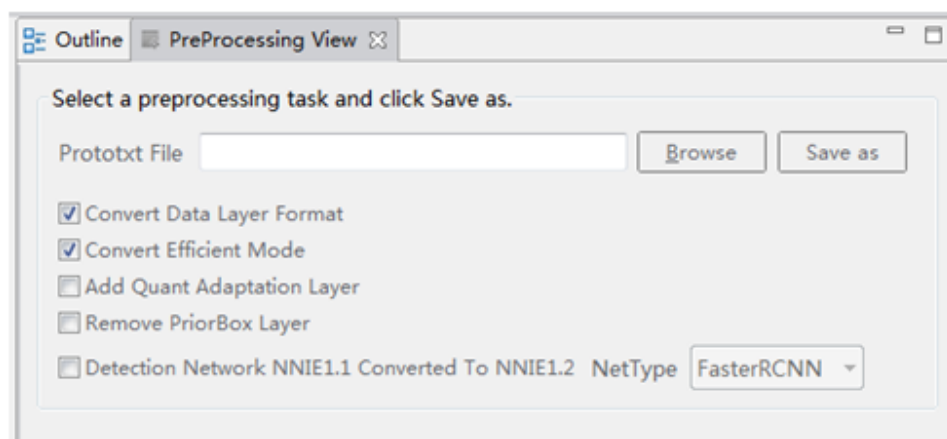 Outline PreProcessing View
Select a preprocessing task and click Save as.
Prototxt File Browse Save as
Convert Data Layer Format
Convert Efficient Mode
Add Quant Adaptation Layer
Remove PriorBox Layer
Detection Network NNIE1.1 Converted To NNIE1.2 NetType FasterRCNN